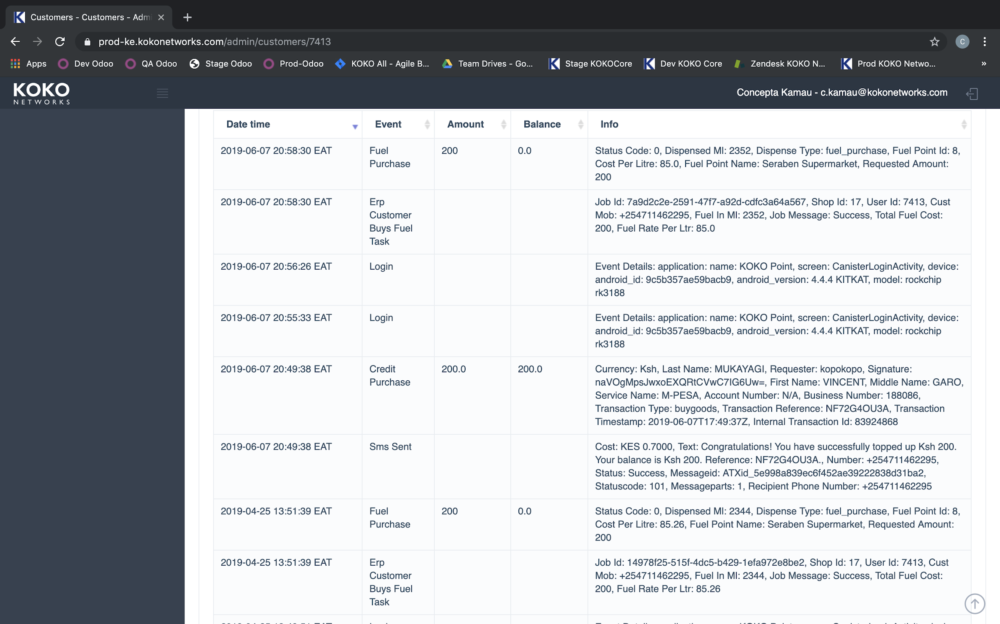 Customers - Customers - Adm
prod-ke.kokonetworks.com/admin/customers/7413
C
Apps Dev Odoo QA Odoo Stage Odoo Prod-Odoo KOKO All - Agile B... Team Drives - Go... Stage KOKOCore Dev KOKO Core Zendesk KOKO N... Prod KOKO Netwo... »
KOKO
NETWORKS
Concepta Kamau - c.kamau@kokonetworks.com
Date time Event Amount Balance Info
2019-06-07 20:58:30 EAT Fuel 200 0.0 Status Code: 0, Dispensed Ml: 2352, Dispense Type: fuel_purchase, Fuel Point Id: 8,
Purchase Cost Per Litre: 85.0, Fuel Point Name: Seraben Supermarket, Requested Amount:
200
2019-06-07 20:58:30 EAT Erp Job Id: 7a9d2c2e-2591-47f7-a92d-cdfc3a64a567, Shop Id: 17, User Id: 7413, Cust
Customer Mob: +254711462295, Fuel In Ml: 2352, Job Message: Success, Total Fuel Cost:
Buys Fuel 200, Fuel Rate Per Ltr: 85.0
Task
2019-06-07 20:56:26 EAT Login Event Details: application: name: KOKO Point, screen: CanisterLoginActivity, device:
android_id: 9c5b357ae59bacb9, android_version: 4.4.4 KITKAT, model: rockchip
rk3188
2019-06-07 20:55:33 EAT Login Event Details: application: name: KOKO Point, screen: CanisterLoginActivity, device:
android_id: 9c5b357ae59bacb9, android_version: 4.4.4 KITKAT, model: rockchip
rk3188
2019-06-07 20:49:38 EAT Credit 200.0 200.0 Currency: Ksh, Last Name: MUKAYAGI, Requester: kopokopo, Signature:
Purchase naVOgMpsJwxoEXQRtCVwC7IG6Uw=, First Name: VINCENT, Middle Name: GARO,
Service Name: M-PESA, Account Number: N/A, Business Number: 188086,
Transaction Type: buygoods, Transaction Reference: NF72G4OU3A, Transaction
Timestamp: 2019-06-07T17:49:37Z, Internal Transaction Id: 83924868
2019-06-07 20:49:38 EAT Sms Sent Cost: KES 0.7000, Text: Congratulations! You have successfully topped up Ksh 200.
Your balance is Ksh 200. Reference: NF72G4OU3A., Number: +254711462295,
Status: Success, Messageid: ATXid_5e998a839ec6f452ae39222838d31ba2,
Statuscode: 101, Messageparts: 1, Recipient Phone Number: +254711462295
2019-04-25 13:51:39 EAT Fuel 200 0.0 Status Code: 0, Dispensed Ml: 2344, Dispense Type: fuel_purchase, Fuel Point Id: 8,
Purchase Cost Per Litre: 85.26, Fuel Point Name: Seraben Supermarket, Requested Amount:
200
2019-04-25 13:51:39 EAT Erp Job Id: 14978f25-515f-4dc5-b429-1efa972e8be2, Shop Id: 17, User Id: 7413, Cust
Customer Mob: +254711462295, Fuel In Ml: 2344, Job Message: Success, Total Fuel Cost:
Buys Fuel 200, Fuel Rate Per Ltr: 85.26
Task